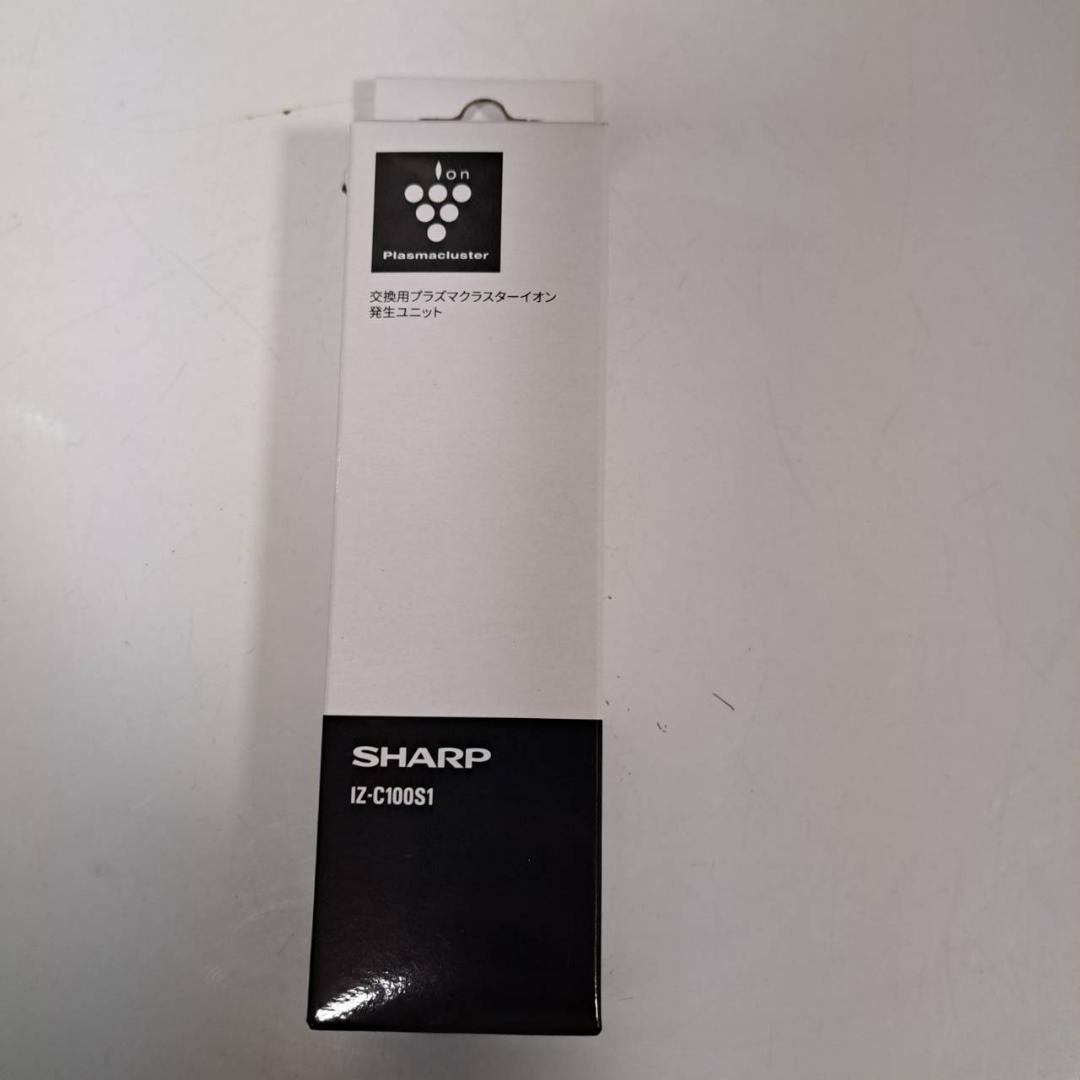 Ion
Plasmacluster
交換用プラズマクラスターイオン
発生ユニット
SHARP
IZ-C100S1